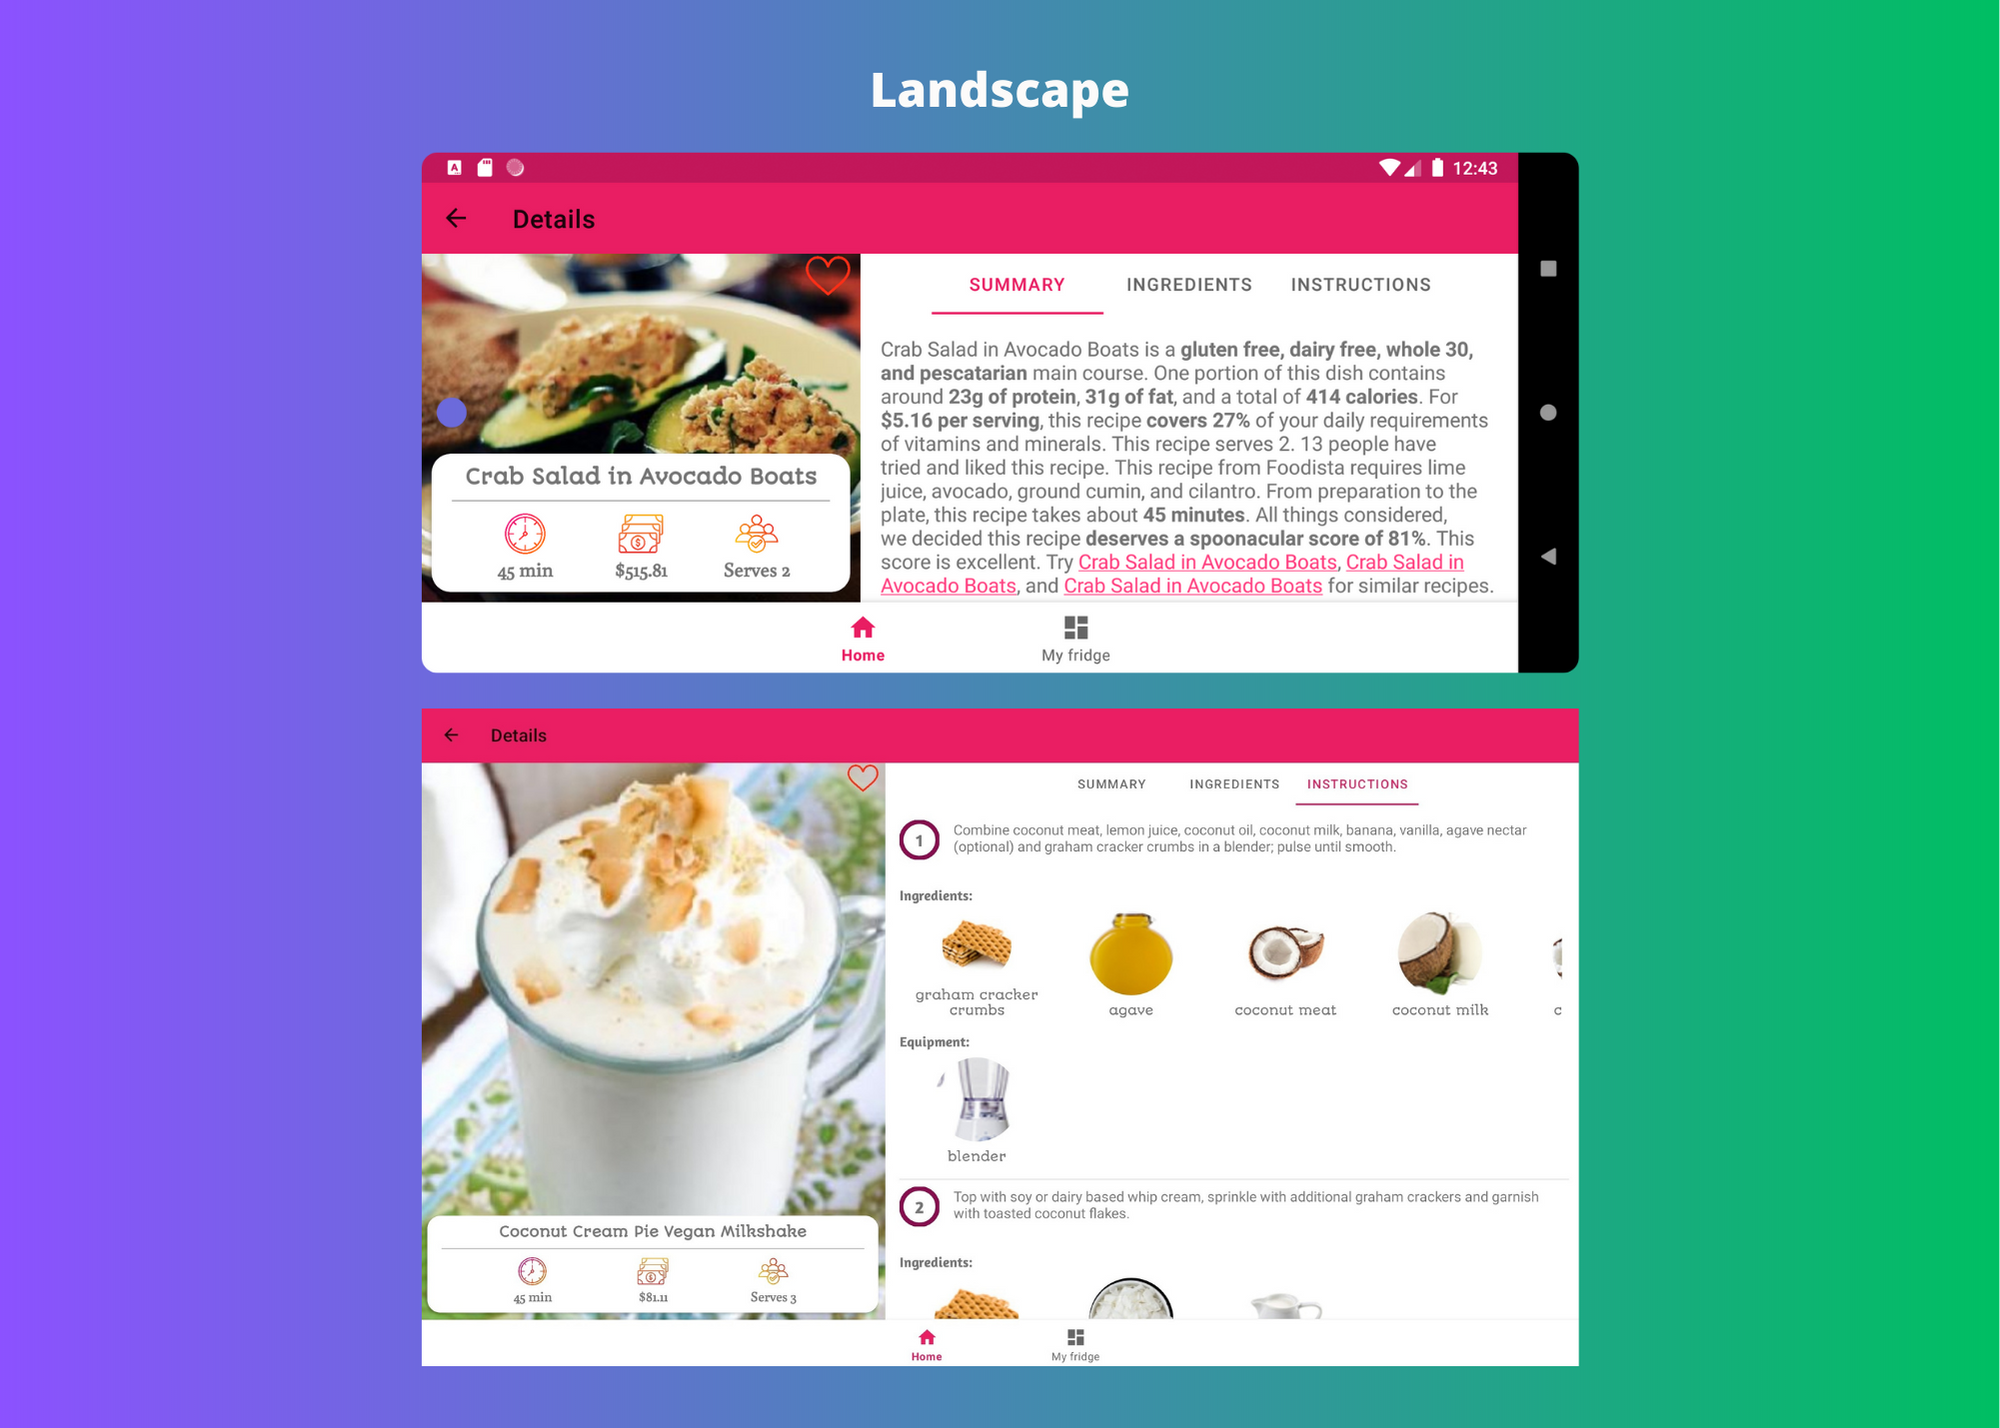 Landscape
12:43
Details
Crab Salad in Avocado Boats
45 min
$515.81
Serves 2
SUMMARY
INGREDIENTS
INSTRUCTIONS
Crab Salad in Avocado Boats is a gluten free, dairy free, whole 30,
and pescatarian main course. One portion of this dish contains
around 23g of protein, 31g of fat, and a total of 414 calories. For
$5.16 per serving, this recipe covers 27% of your daily requirements
of vitamins and minerals. This recipe serves 2. 13 people have
tried and liked this recipe. This recipe from Foodista requires lime
juice, avocado, ground cumin, and cilantro. From preparation to the
plate, this recipe takes about 45 minutes. All things considered,
we decided this recipe deserves a spoonacular score of 81%. This
score is excellent. Try Crab Salad in Avocado Boats, Crab Salad in
Avocado Boats, and Crab Salad in Avocado Boats for similar recipes.
Home
My fridge
Details
Coconut Cream Pie Vegan Milkshake
45 min
$81.11
Serves 3
SUMMARY
INGREDIENTS
INSTRUCTIONS
1
Combine coconut meat, lemon juice, coconut oil, coconut milk, banana, vanilla, agave nectar
(optional) and graham cracker crumbs in a blender; pulse until smooth.
Ingredients:
graham cracker
crumbs
agave
coconut meat
coconut milk
c
Equipment:
blender
2
Top with soy or dairy based whip cream, sprinkle with additional graham crackers and garnish
with toasted coconut flakes.
Ingredients:
Home
My fridge